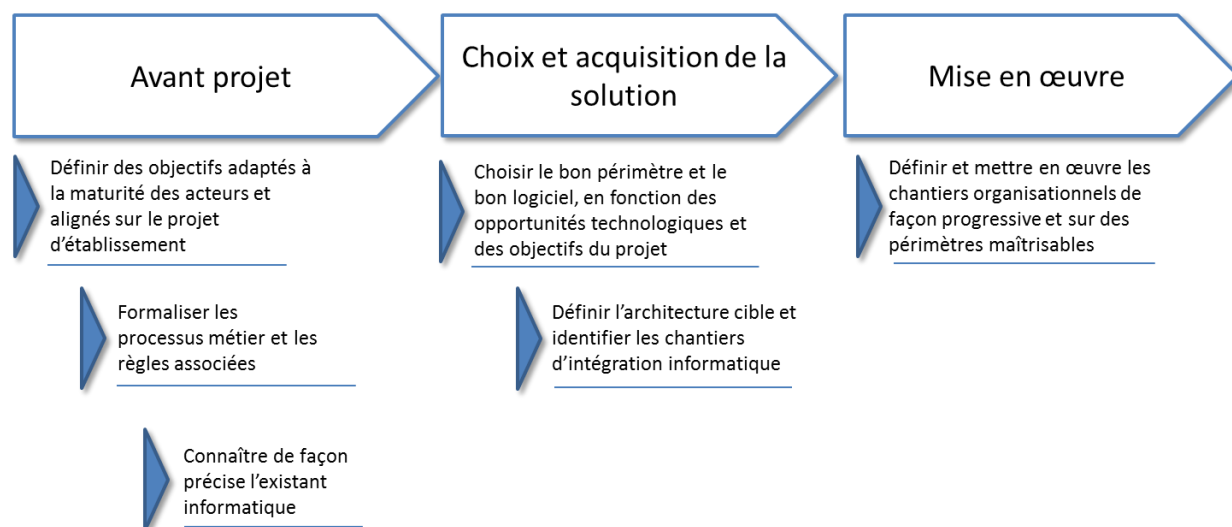 Avant projet
Choix et acquisition de la
solution
Mise en œuvre
Définir des objectifs adaptés à
la maturité des acteurs et
alignés sur le projet
d’établissement
Formaliser les
processus métier et les
règles associées
Connaître de façon
précise l’existant
informatique
Choisir le bon périmètre et le
bon logiciel, en fonction des
opportunités technologiques et
des objectifs du projet
Définir l’architecture cible et
identifier les chantiers
d’intégration informatique
Définir et mettre en œuvre les
chantiers organisationnels de
façon progressive et sur des
périmètres maîtrisables